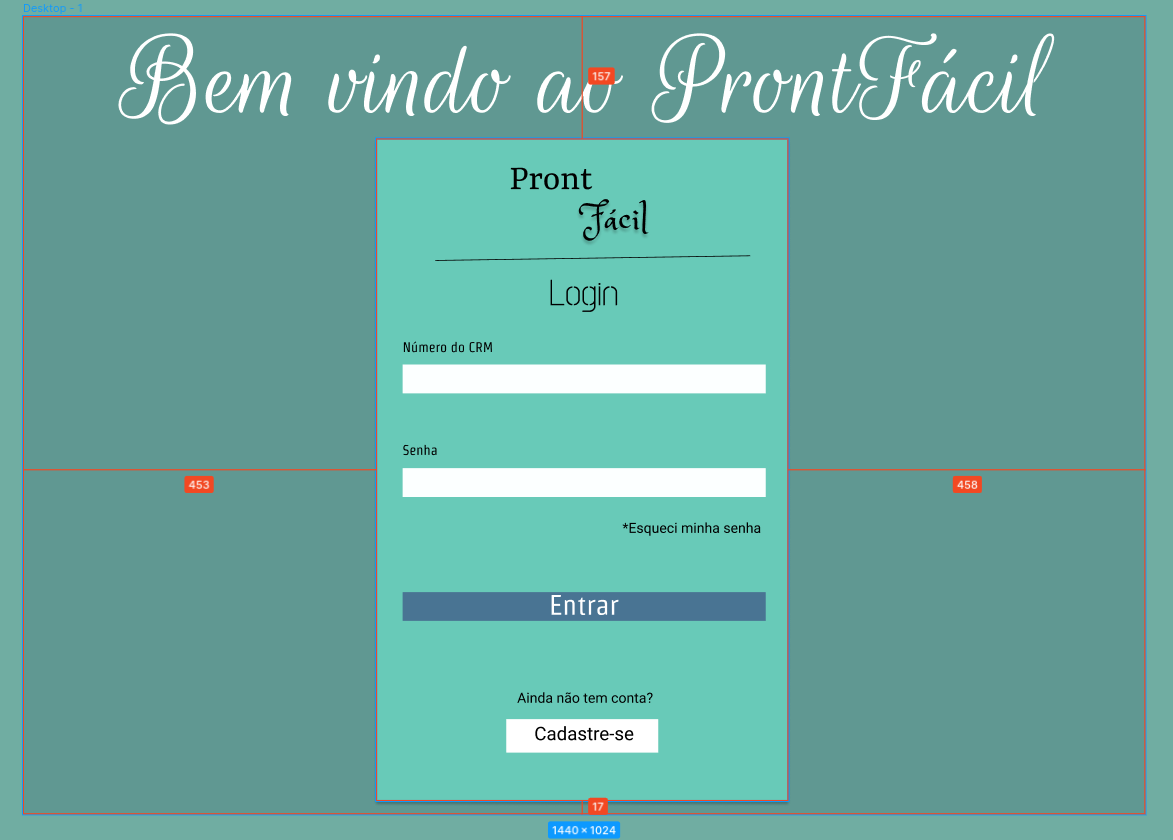 Desktop - 1
Bem vindo ao ProntFácil
157
Pront
Fácil
Login
Número do CRM
Senha
453
458
*Esqueci minha senha
Entrar
Ainda não tem conta?
Cadastre-se
17
1440 × 1024